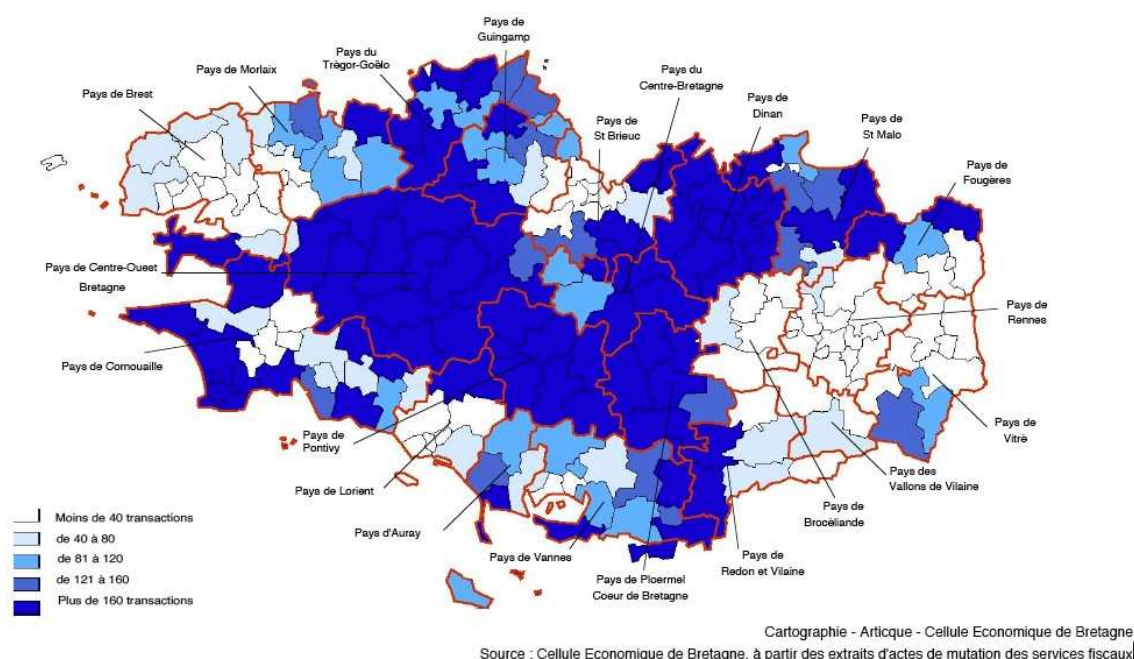 Pays de
Guingamp
Pays du
Trègor-Goëlo
Pays de Morlaix
Pays de Brest
Pays du
Centre-Bretagne
Pays de
Dinan
Pays de
St Brieuc
Pays de
St Malo
Pays de
Fougères
Pays de Centre-Ouest
Bretagne
Pays de
Rennes
Pays de Cornouaille
Pays de
Vitrè
Pays de
Pontivy
Pays des
Vallons de Vilaine
Pays de Lorient
Pays de
Brocèliande
Pays d'Auray
Pays de Vannes
Pays de
Redon et Vilaine
Pays de Ploermel
Coeur de Bretagne
Moins de 40 transactions
de 40 à 80
de 81 à 120
de 121 à 160
Plus de 160 transactions
Cartographie - Articque - Cellule Economique de Bretagne
Source : Cellule Economique de Bretagne, à partir des extraits d'actes de mutation des services fiscaux